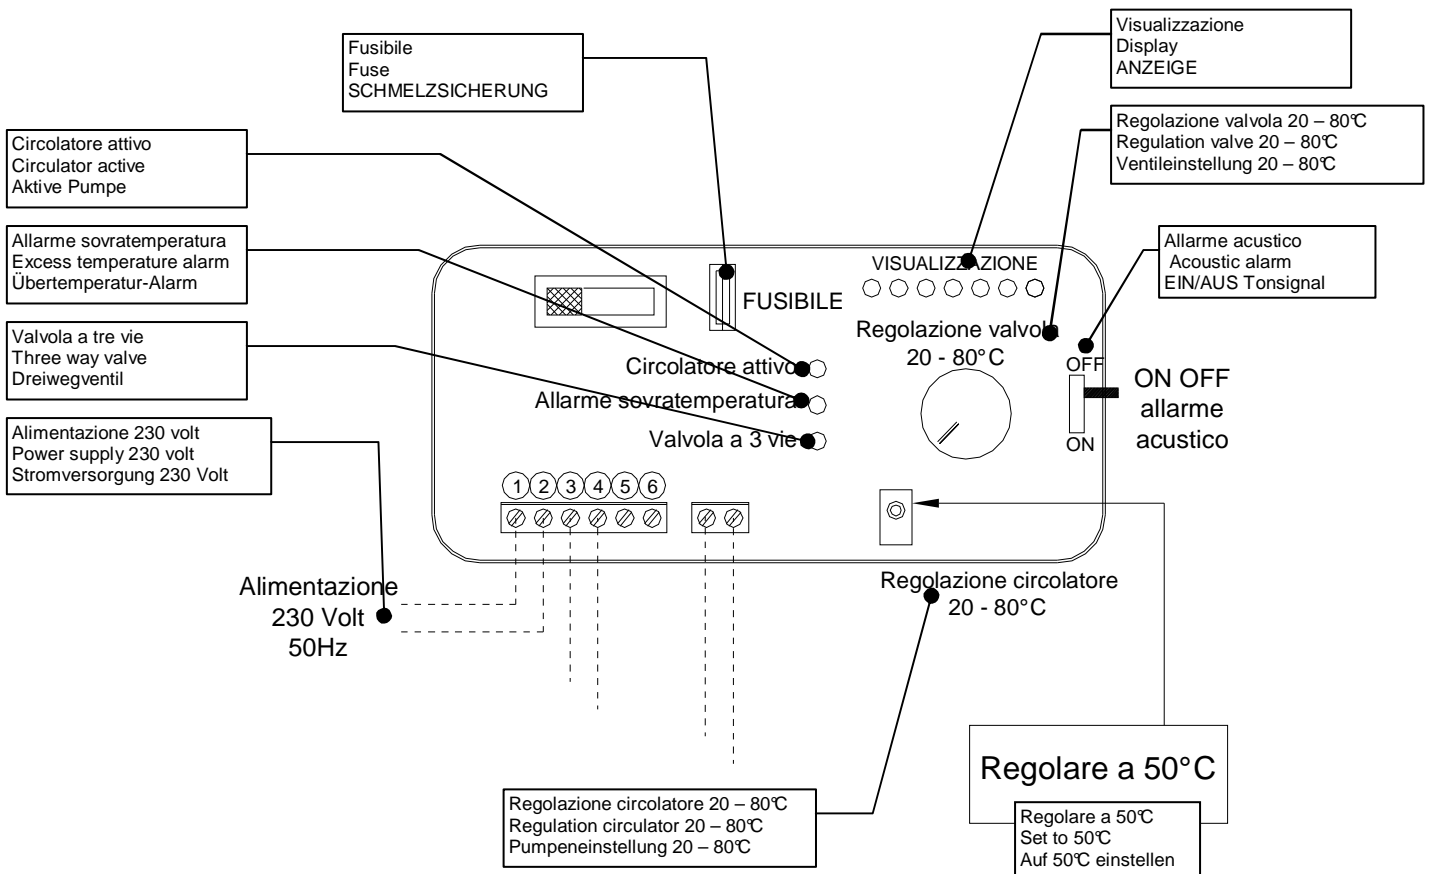 Fusibile
Fuse
SCHMELZSICHERUNG
Visualizzazione
Display
ANZEIGE
Circolatore attivo
Circulator active
Aktive Pumpe
Regolazione valvola 20 – 80°C
Regulation valve 20 – 80°C
Ventileinstellung 20 – 80°C
Allarme sovratemperatura
Excess temperature alarm
Übertemperatur-Alarm
Allarme acustico
Acoustic alarm
EIN/AUS Tonsignal
Valvola a tre vie
Three way valve
Dreiwegventil
Alimentazione 230 volt
Power supply 230 volt
Stromversorgung 230 Volt
VISUALIZZAZIONE
FUSIBILE
Regolazione valvola
20 - 80°C
Circolatore attivo
Allarme sovratemperatura
Valvola a 3 vie
OFF
ON
ON OFF
allarme
acustico
1 2 3 4 5 6
Alimentazione
230 Volt
50Hz
Regolazione circolatore
20 - 80°C
Regolare a 50°C
Regolazione circolatore 20 – 80°C
Regulation circulator 20 – 80°C
Pumpeneinstellung 20 – 80°C
Regolare a 50°C
Set to 50°C
Auf 50°C einstellen